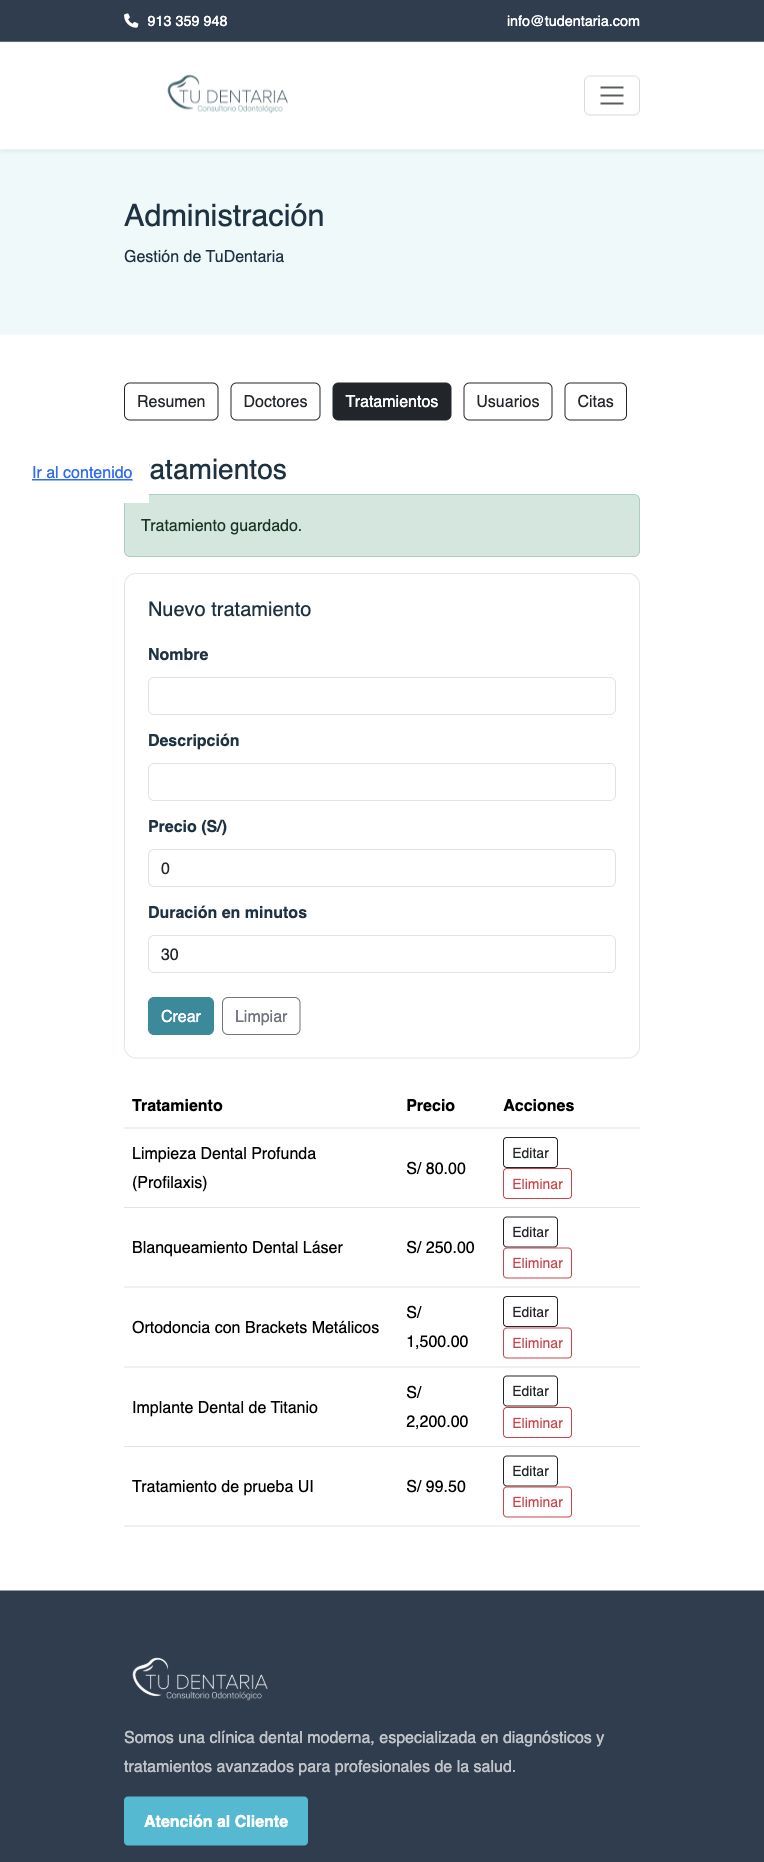 913 359 948
info@tudentaria.com
TU DENTARIA
Consultorio Odontológico
Administración
Gestión de TuDentaria
Resumen
Doctores
Tratamientos
Usuarios
Citas
Ir al contenido
atamientos
Tratamiento guardado.
Nuevo tratamiento
Nombre
Descripción
Precio (S/)
0
Duración en minutos
30
Crear
Limpiar
Tratamiento Precio Acciones
Limpieza Dental Profunda
(Profilaxis)
S/ 80.00
Editar
Eliminar
Blanqueamiento Dental Láser
S/ 250.00
Editar
Eliminar
Ortodoncia con Brackets Metálicos
S/
1,500.00
Editar
Eliminar
Implante Dental de Titanio
S/
2,200.00
Editar
Eliminar
Tratamiento de prueba UI
S/ 99.50
Editar
Eliminar
TU DENTARIA
Consultorio Odontológico
Somos una clínica dental moderna, especializada en diagnósticos y
tratamientos avanzados para profesionales de la salud.
Atención al Cliente